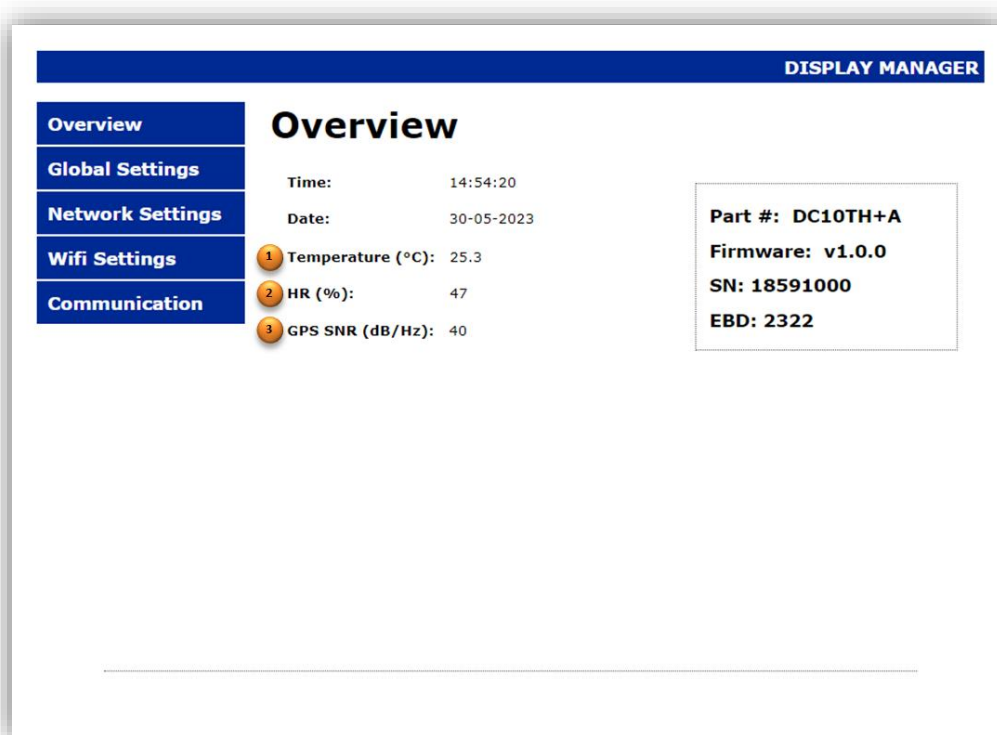 DISPLAY MANAGER
Overview
Global Settings
Network Settings
Wifi Settings
Communication
Overview
Time: 14:54:20
Date: 30-05-2023
1 Temperature (°C): 25.3
2 HR (%): 47
3 GPS SNR (dB/Hz): 40
Part #: DC10TH+A
Firmware: v1.0.0
SN: 18591000
EBD: 2322